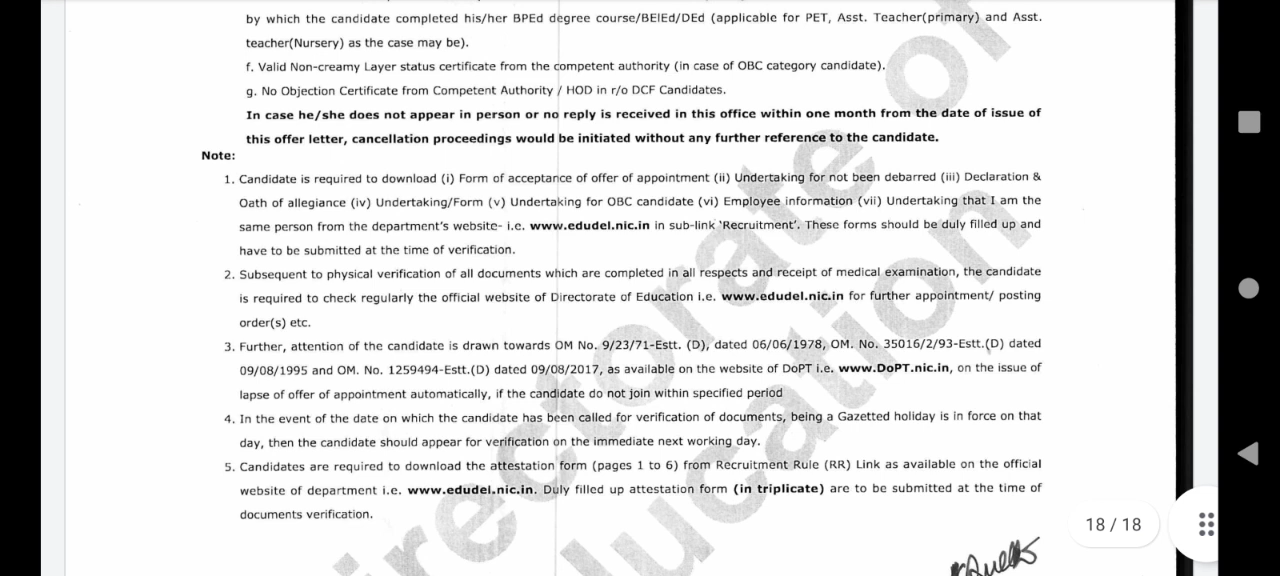 by which the candidate completed his/her BPEd degree course/BElEd/DEd (applicable for PET, Asst. Teacher(primary) and Asst.
teacher(Nursery) as the case may be).
f. Valid Non-creamy Layer status certificate from the competent authority (in case of OBC category candidate).
g. No Objection Certificate from Competent Authority / HOD in r/o DCF Candidates.
In case he/she does not appear in person or no reply is received in this office within one month from the date of issue of
this offer letter, cancellation proceedings would be initiated without any further reference to the candidate.
Note:
1. Candidate is required to download (i) Form of acceptance of offer of appointment (ii) Undertaking for not been debarred (iii) Declaration &
Oath of allegiance (iv) Undertaking/Form (v) Undertaking for OBC candidate (vi) Employee information (vii) Undertaking that I am the
same person from the department's website- i.e. www.edudel.nic.in in sub-link 'Recruitment'. These forms should be duly filled up and
have to be submitted at the time of verification.
2. Subsequent to physical verification of all documents which are completed in all respects and receipt of medical examination, the candidate
is required to check regularly the official website of Directorate of Education i.e. www.edudel.nic.in for further appointment/ posting
order(s) etc.
3. Further, attention of the candidate is drawn towards OM No. 9/23/71-Estt. (D), dated 06/06/1978, OM. No. 35016/2/93-Estt.(D) dated
09/08/1995 and OM. No. 1259494-Estt.(D) dated 09/08/2017, as available on the website of DoPT i.e. www.DoPT.nic.in, on the issue of
lapse of offer of appointment automatically, if the candidate do not join within specified period
4. In the event of the date on which the candidate has been called for verification of documents, being a Gazetted holiday is in force on that
day, then the candidate should appear for verification on the immediate next working day.
5. Candidates are required to download the attestation form (pages 1 to 6) from Recruitment Rule (RR) Link as available on the official
website of department i.e. www.edudel.nic.in. Duly filled up attestation form (in triplicate) are to be submitted at the time of
documents verification.
18 / 18